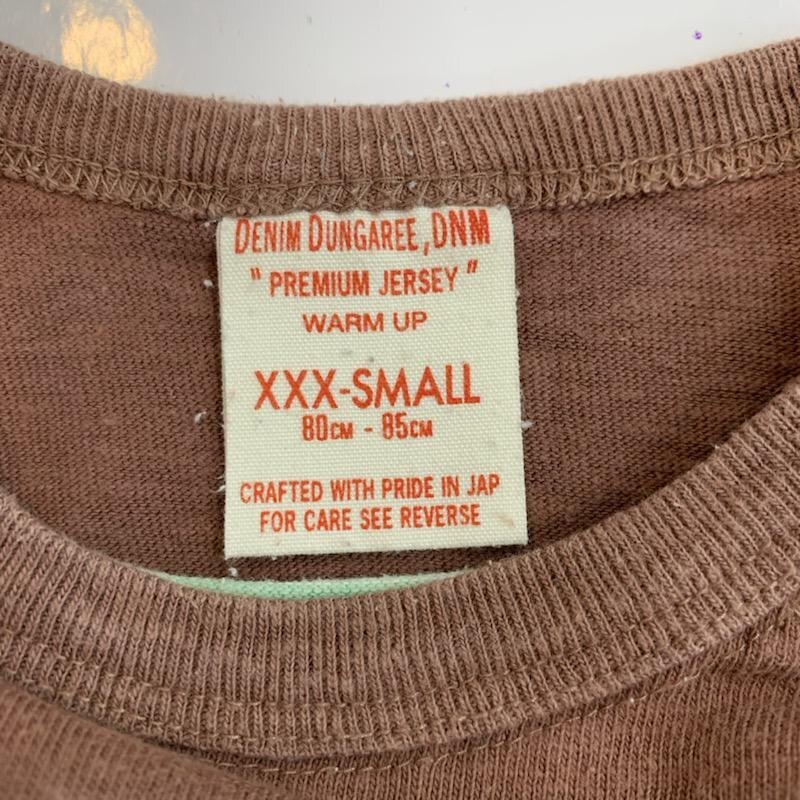 DENIM DUNGAREE,DNM
"PREMIUM JERSEY"
WARM UP
XXX-SMALL
80CM - 85CM
CRAFTED WITH PRIDE IN JAP
FOR CARE SEE REVERSE